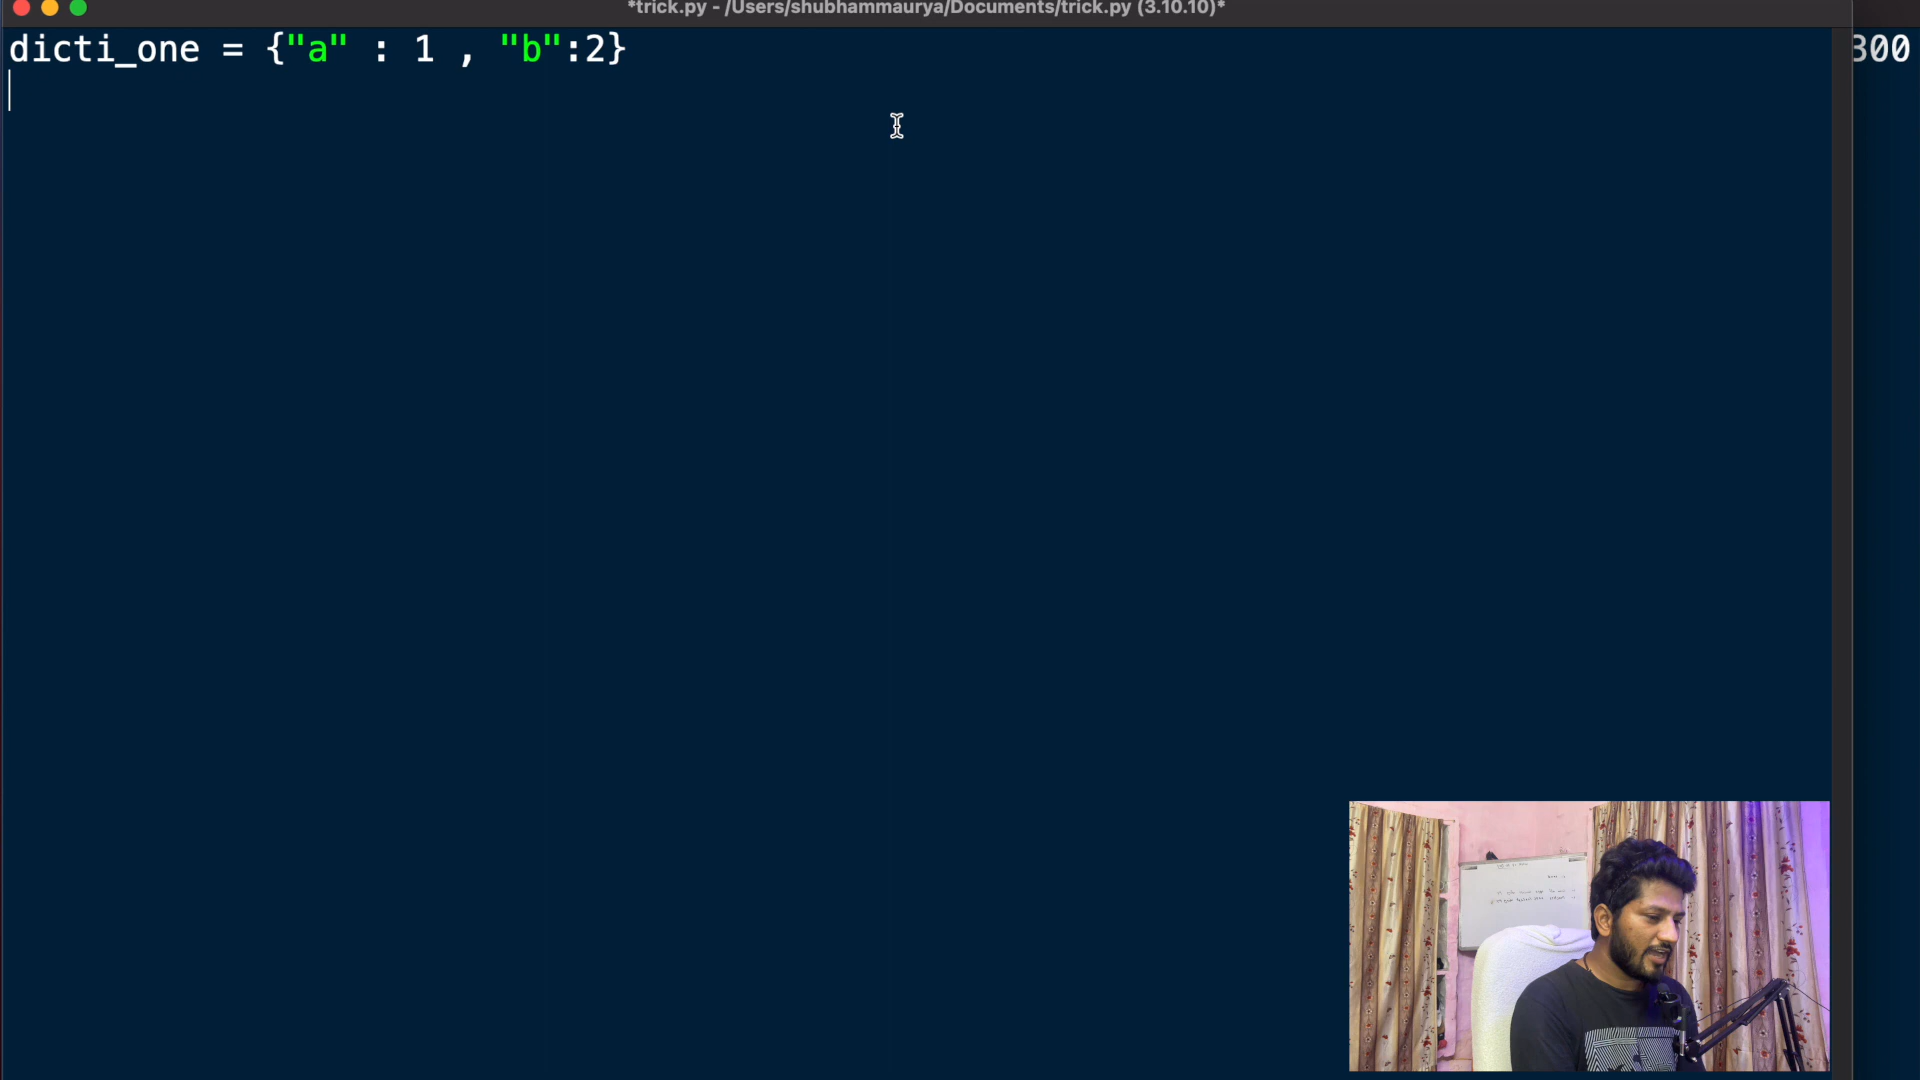 *trick.py - /Users/shubhammaurya/Documents/trick.py (3.10.10)*
dicti_one = {"a" : 1 , "b":2}
300